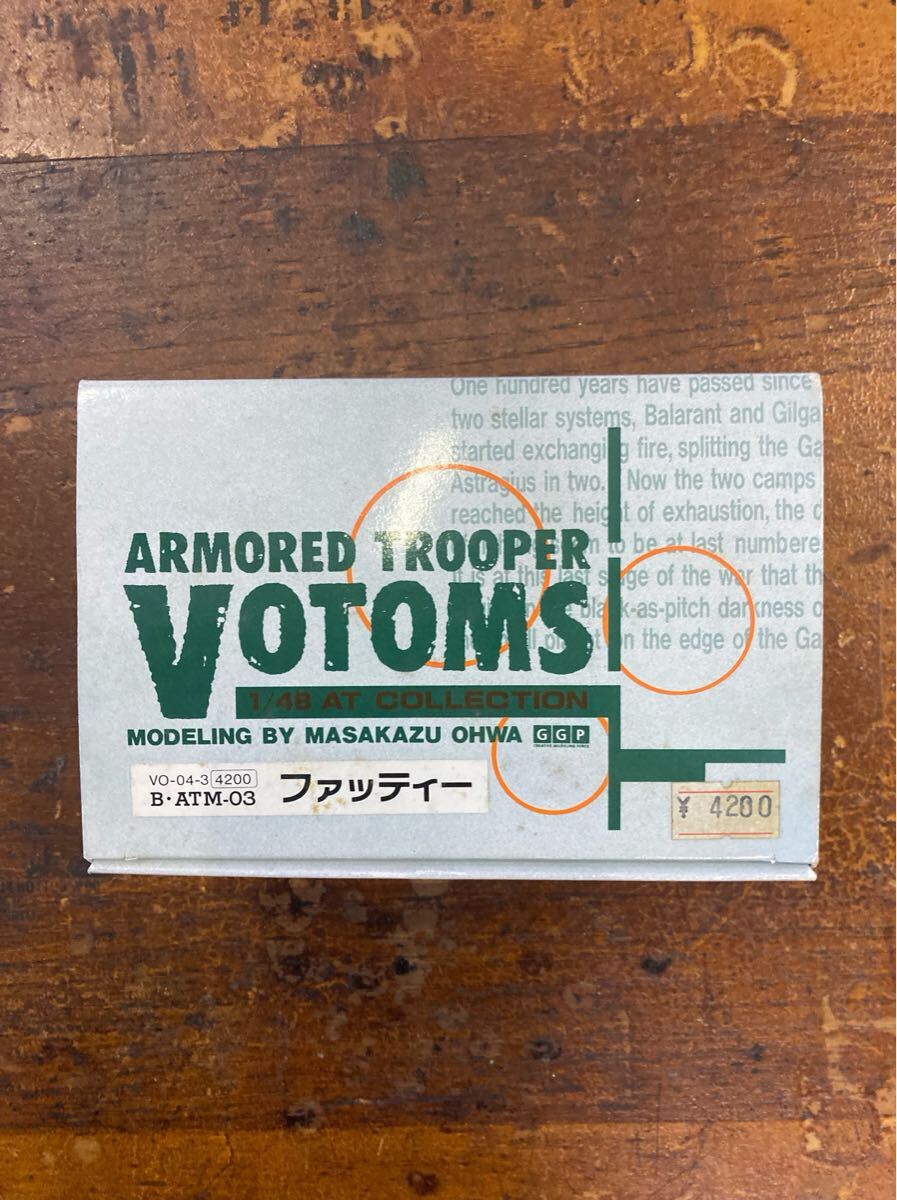 One hundred years have passed since
two stellar systems, Balarant and Gilga
started exchanging fire, splitting the Ga
Astragius in two. Now the two camps
reached the height of exhaustion, the
to be at last numbere
It is at this last stage of the war that th
black-as-pitch darkness o
on the edge of the Ga
ARMORED TROOPER
VOTOMS
1/48 AT COLLECTION
MODELING BY MASAKAZU OHWA GGP
CREATIVE MODELING FORCE
VO-04-3 4200
B・ATM-03 ファッティー
¥ 4200